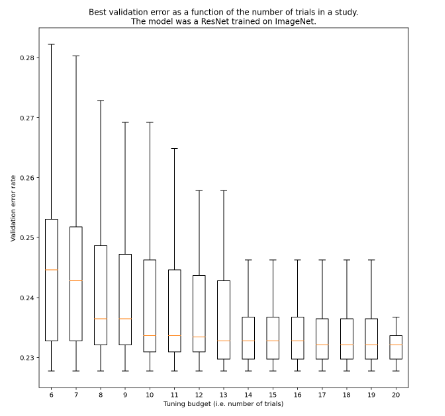 Best validation error as a function of the number of trials in a study.
The model was a ResNet trained on ImageNet.
0.28
0.27
0.26
0.25
0.24
0.23
Validation error rate
6 7 8 9 10 11 12 13 14 15 16 17 18 19 20
Tuning budget (i.e. number of trials)